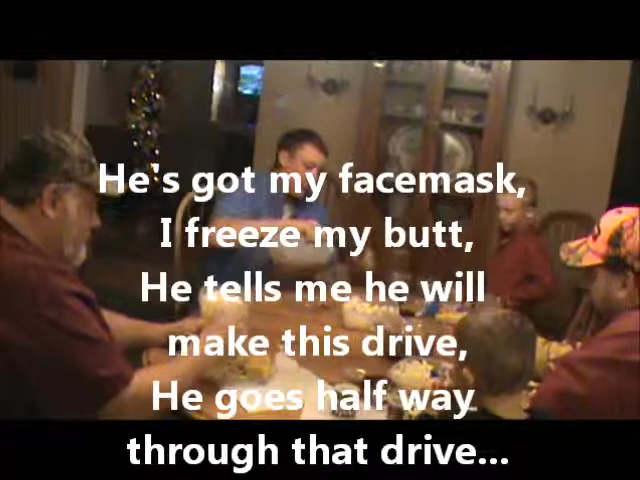 He's got my facemask,
I freeze my butt,
He tells me he will
make this drive,
He goes half way
through that drive...